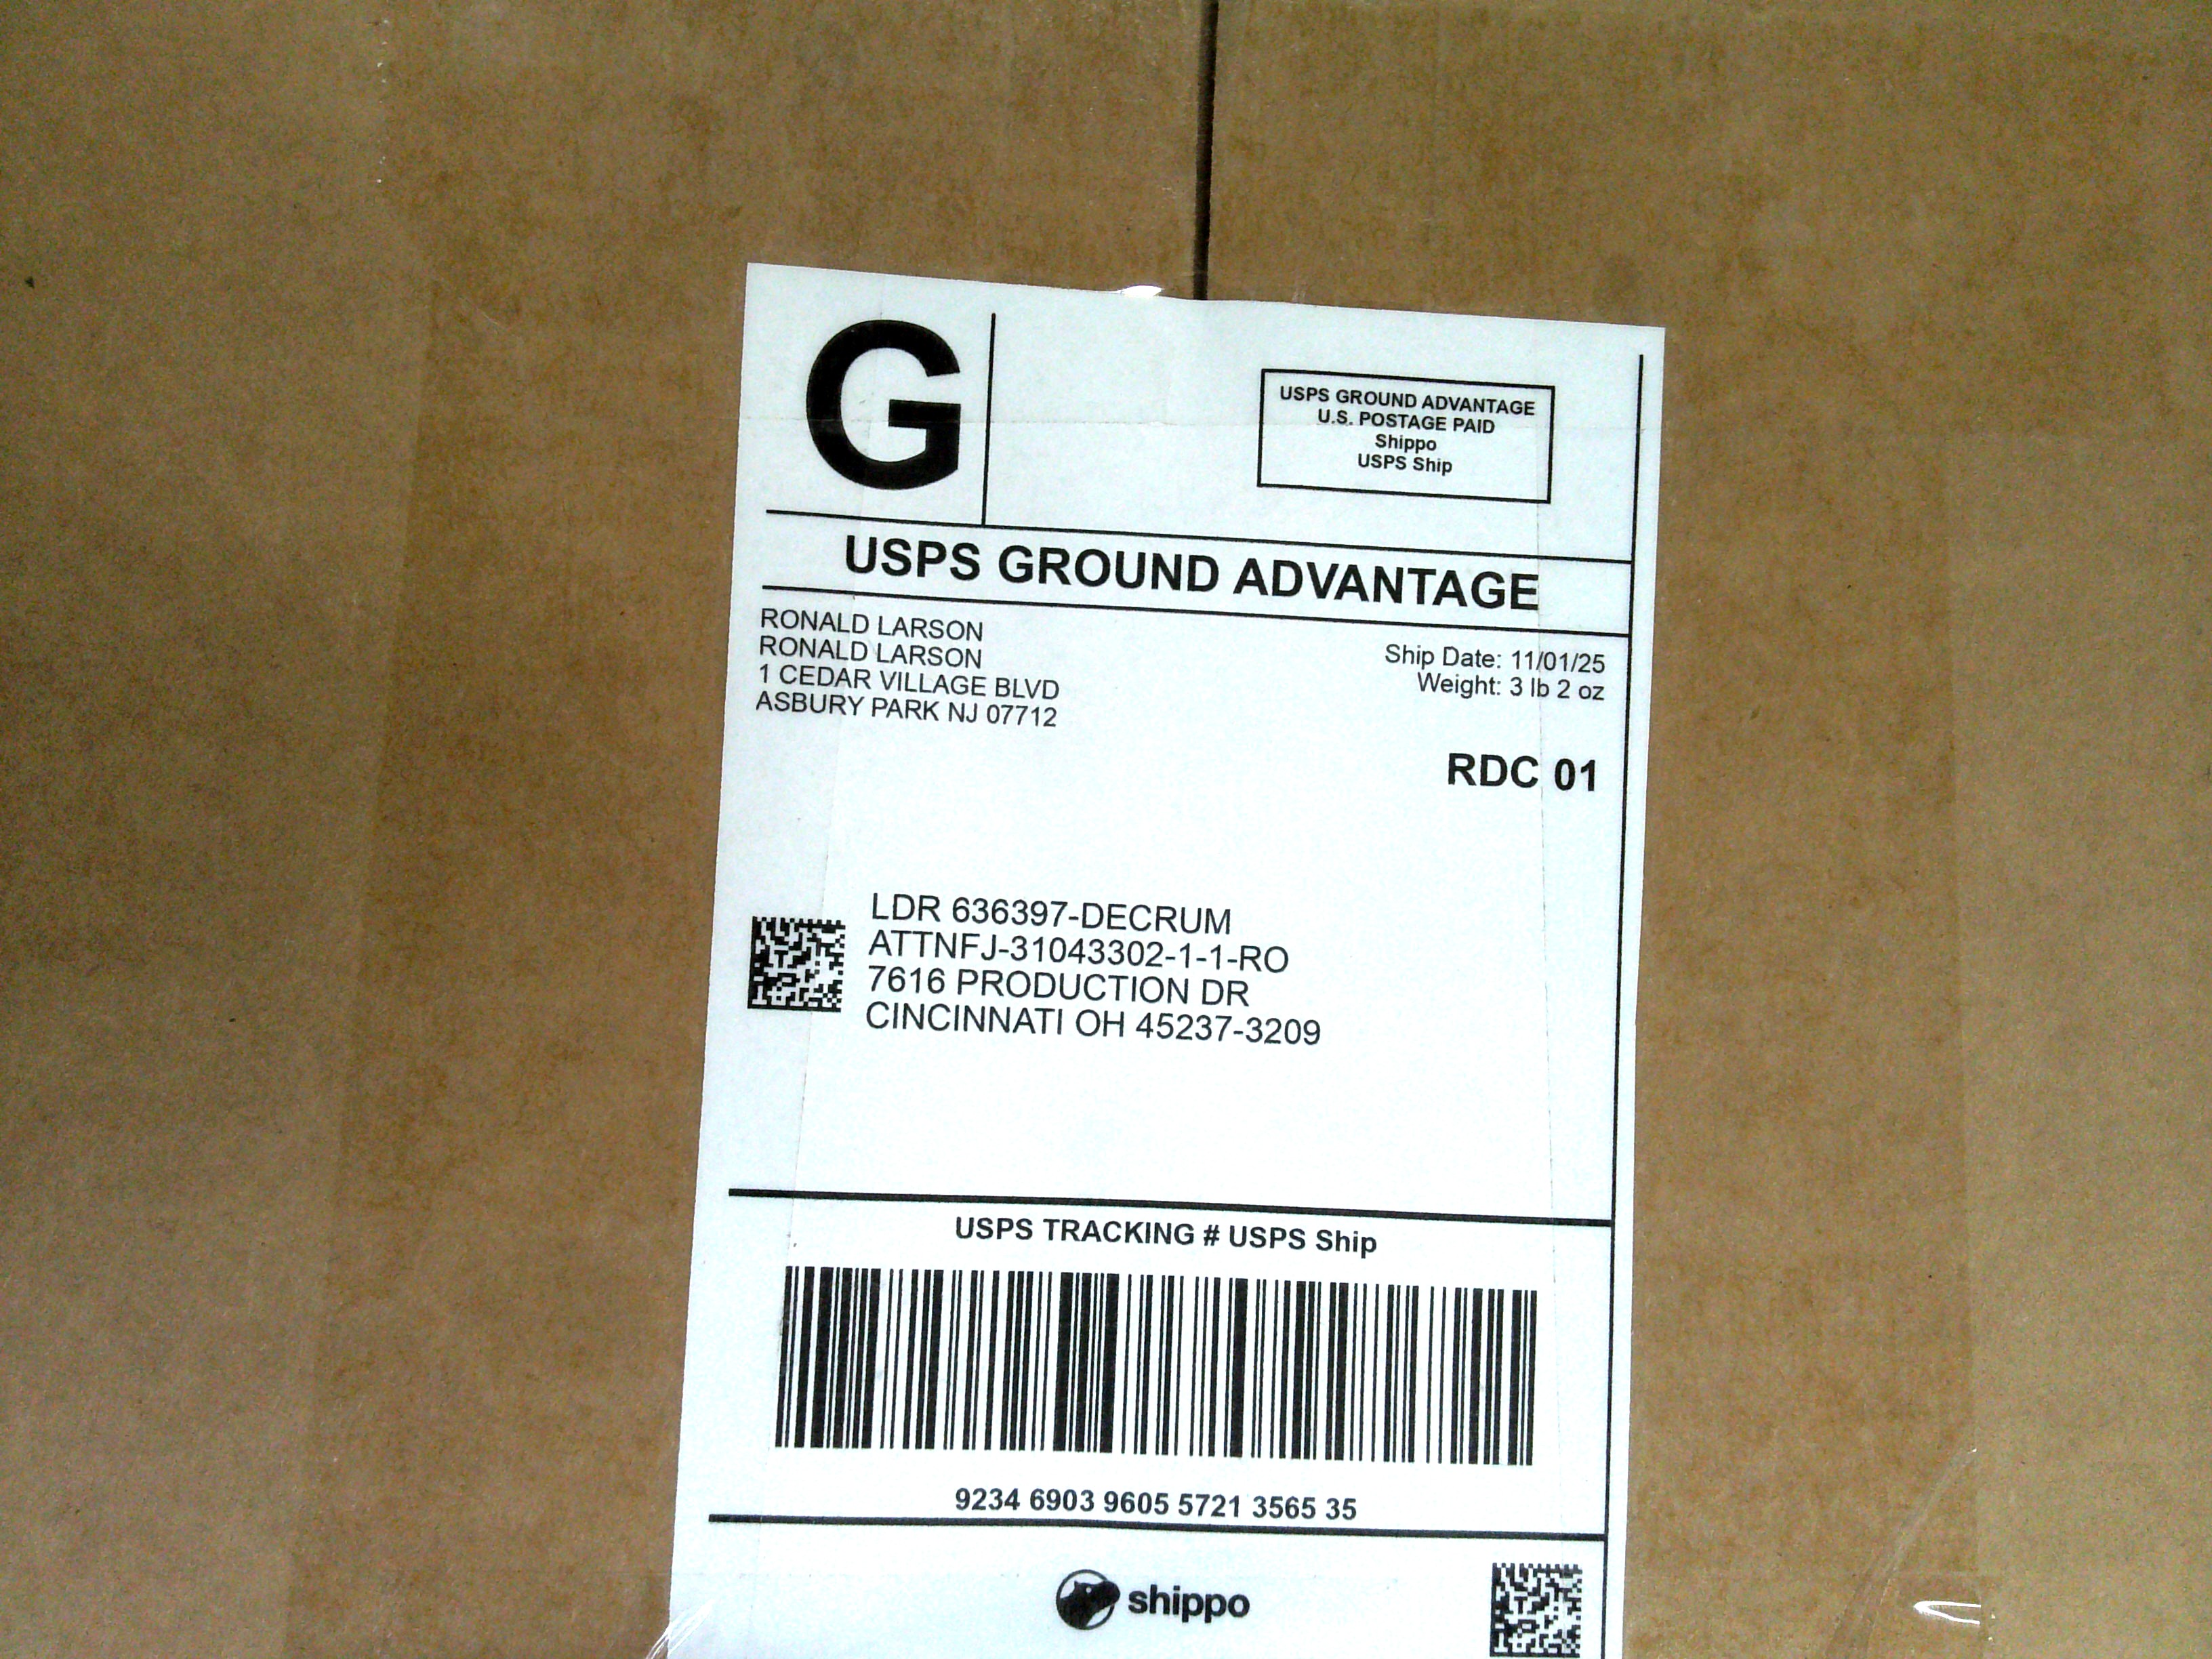 G
USPS GROUND ADVANTAGE
U.S. POSTAGE PAID
Shippo
USPS Ship
USPS GROUND ADVANTAGE
RONALD LARSON
RONALD LARSON
1 CEDAR VILLAGE BLVD
ASBURY PARK NJ 07712
Ship Date: 11/01/25
Weight: 3 lb 2 oz
RDC 01
LDR 636397-DECRUM
ATTNFJ-31043302-1-1-RO
7616 PRODUCTION DR
CINCINNATI OH 45237-3209
USPS TRACKING # USPS Ship
9234 6903 9605 5721 3565 35
shippo